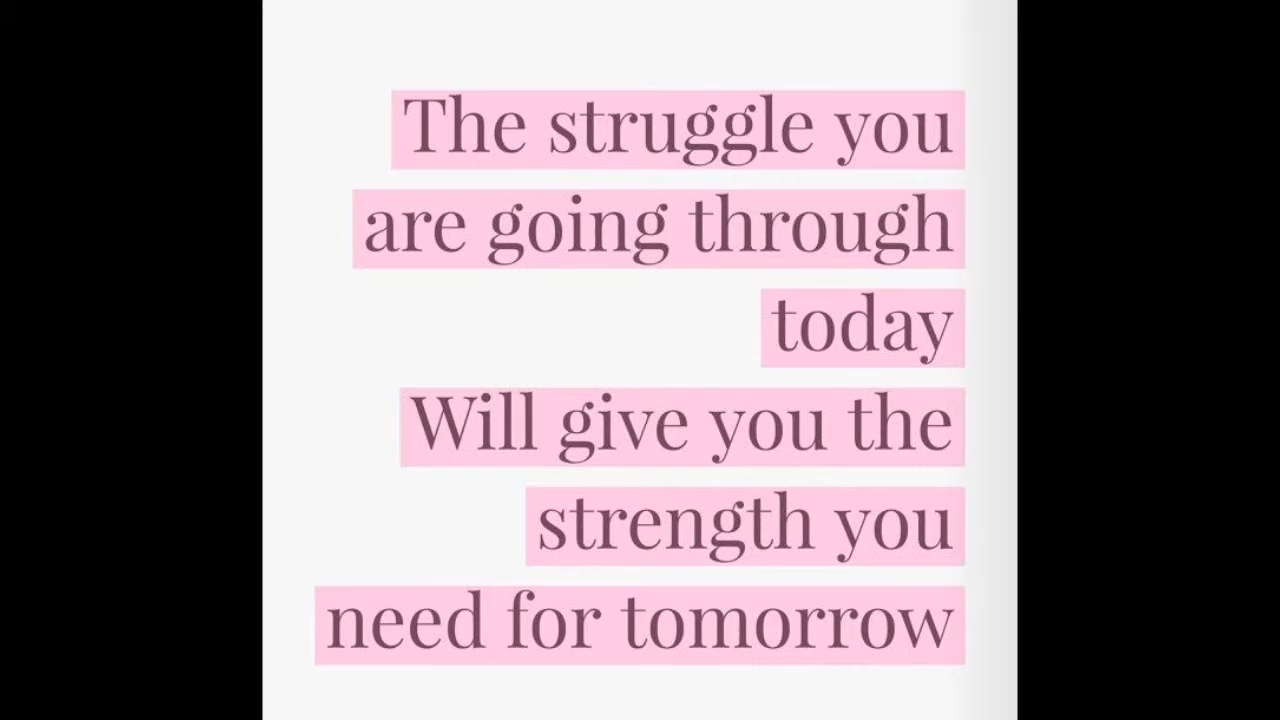 The struggle you
are going through
today
Will give you the
strength you
need for tomorrow